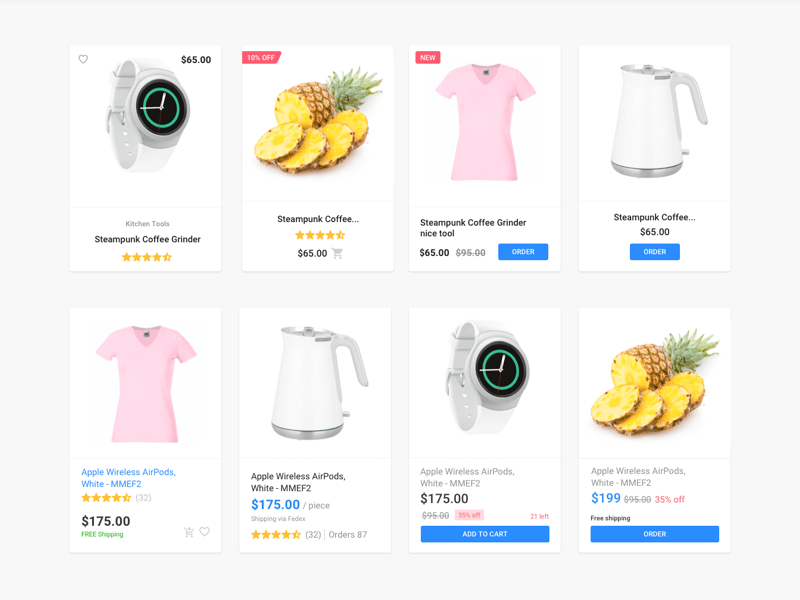 $65.00
Kitchen Tools
Steampunk Coffee Grinder
10% OFF
Steampunk Coffee...
$65.00
NEW
Steampunk Coffee Grinder
nice tool
$65.00 $95.00 ORDER
Steampunk Coffee...
$65.00
ORDER
Apple Wireless AirPods,
White - MMEF2
(32)
$175.00
FREE Shipping
Apple Wireless AirPods,
White - MMEF2
$175.00 / piece
Shipping via Fedex
(32) Orders 87
Apple Wireless AirPods,
White - MMEF2
$175.00
$95.00 35% off 21 left
ADD TO CART
Apple Wireless AirPods,
White - MMEF2
$199 $95.00 35% off
Free shipping
ORDER